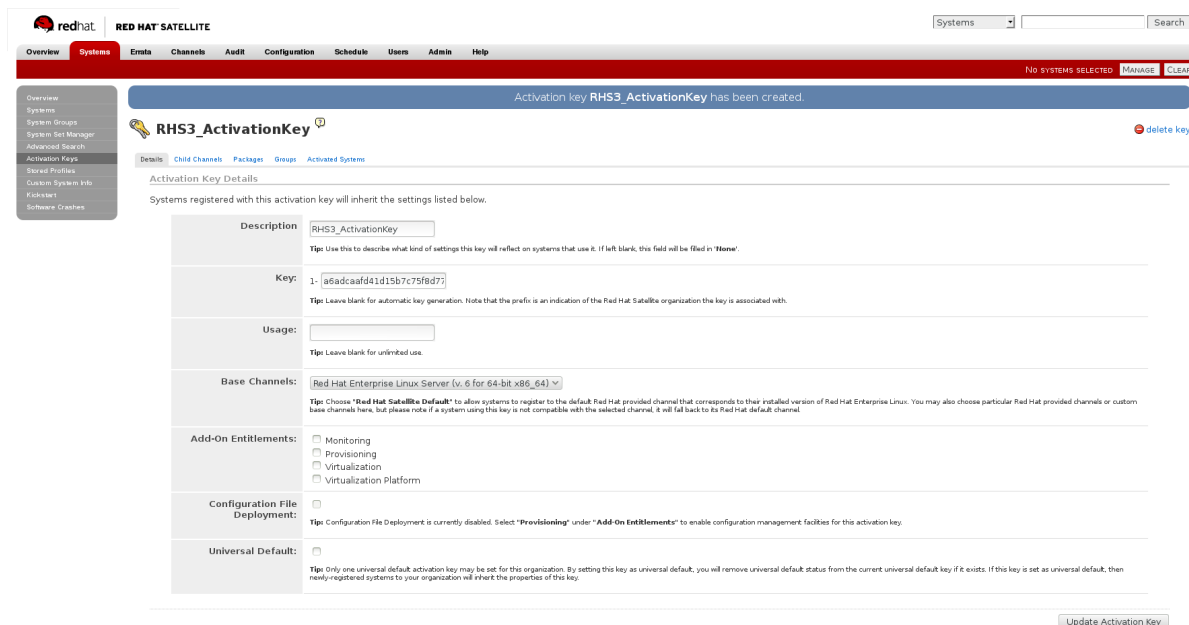 redhat. RED HAT SATELLITE
Systems
Search
Overview Systems Errata Channels Audit Configuration Schedule Users Admin Help
NO SYSTEMS SELECTED MANAGE CLEAR
Overview
Systems
System Groups
System Set Manager
Advanced Search
Activation Keys
Stored Profiles
Custom System Info
Kickstart
Software Crashes
Activation key RHS3_ActivationKey has been created.
RHS3_ActivationKey ?
delete key
Details Child Channels Packages Groups Activated Systems
Activation Key Details
Systems registered with this activation key will inherit the settings listed below.
Description
RHS3_ActivationKey
Tip: Use this to describe what kind of settings this key will reflect on systems that use it. If left blank, this field will be filled in 'None'.
Key:
1- a6adcaafd41d15b7c75f8d77
Tip: Leave blank for automatic key generation. Note that the prefix is an indication of the Red Hat Satellite organization the key is associated with.
Usage:
Tip: Leave blank for unlimited use.
Base Channels:
Red Hat Enterprise Linux Server (v. 6 for 64-bit x86_64)
Tip: Choose "Red Hat Satellite Default" to allow systems to register to the default Red Hat provided channel that corresponds to their installed version of Red Hat Enterprise Linux. You may also choose particular Red Hat provided channels or custom
base channels here, but please note if a system using this key is not compatible with the selected channel, it will fall back to its Red Hat default channel.
Add-On Entitlements:
Monitoring
Provisioning
Virtualization
Virtualization Platform
Configuration File
Deployment:
Tip: Configuration File Deployment is currently disabled. Select "Provisioning" under "Add-On Entitlements" to enable configuration management facilities for this activation key.
Universal Default:
Tip: Only one universal default activation key may be set for this organization. By setting this key as universal default, you will remove universal default status from the current universal default key if it exists. If this key is set as universal default, then
newly-registered systems to your organization will inherit the properties of this key.
Update Activation Key